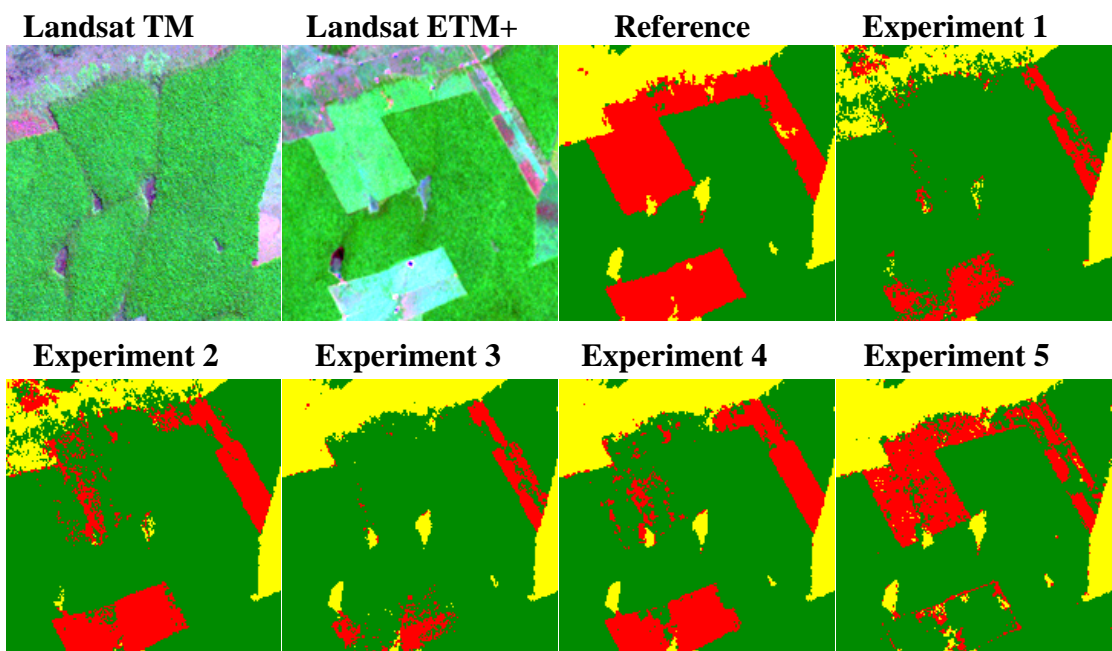 Landsat TM
Landsat ETM+
Reference
Experiment 1
Experiment 2
Experiment 3
Experiment 4
Experiment 5